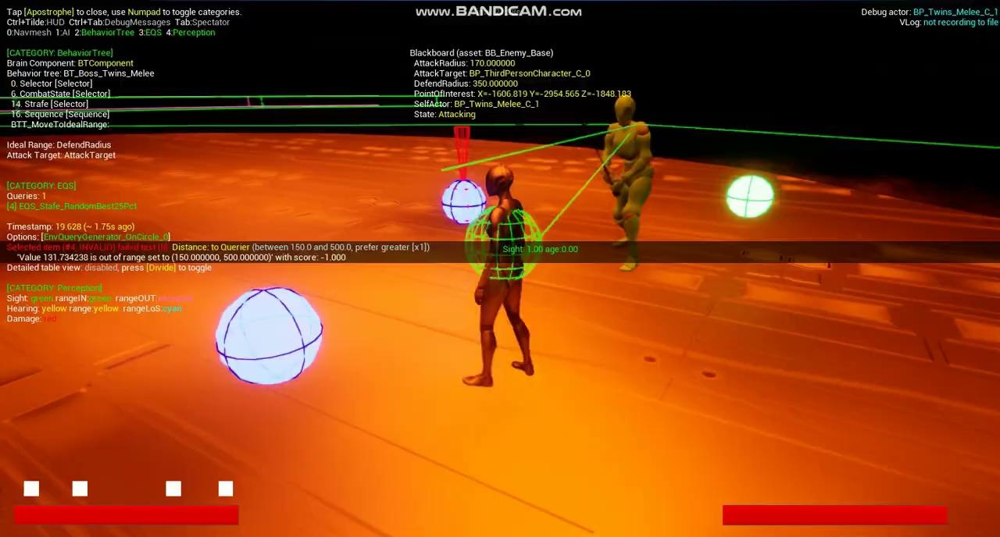 Tap [Apostrophe] to close, use Numpad to toggle categories.
Ctrl+Tilde:HUD Ctrl+Tab:DebugMessages Tab:Spectator
0:Navmesh 1:AI 2:BehaviorTree 3:EQS 4:Perception
www.BANDICAM.com
Debug actor: BP_Twins_Melee_C_1
VLog: not recording to file
[CATEGORY: BehaviorTree]
Brain Component: BTComponent
Behavior tree: BT_Boss_Twins_Melee
0. Selector [Selector]
6. CombatState [Selector]
14. Strafe [Selector]
16. Sequence [Sequence]
BTT_MoveToIdealRange:
Ideal Range: DefendRadius
Attack Target: AttackTarget
Blackboard (asset: BB_Enemy_Base)
AttackRadius: 170.000000
AttackTarget: BP_ThirdPersonCharacter_C_0
DefendRadius: 350.000000
PointOfInterest: X=-1606.819 Y=-2954.565 Z=-1848.183
SelfActor: BP_Twins_Melee_C_1
State: Attacking
[CATEGORY: EQS]
Queries: 1
[4] EQS_Stafe_RandomBest25Pct
Timestamp: 19.628 (~ 1.75s ago)
Options: [EnvQueryGenerator_OnCircle_0]
Selected item (#4, INVALID) failed test Distance: to Querier (between 150.0 and 500.0, prefer greater [x1])
'Value 131.734238 is out of range set to (150.000000, 500.000000)' with score: -1.000
Detailed table view: disabled, press [Divide] to toggle
Sight: 1.00 age:0.00
[CATEGORY: Perception]
Sight: green rangeIN:green rangeOUT:
Hearing: yellow range:yellow rangeLoS:cyan
Damage: red